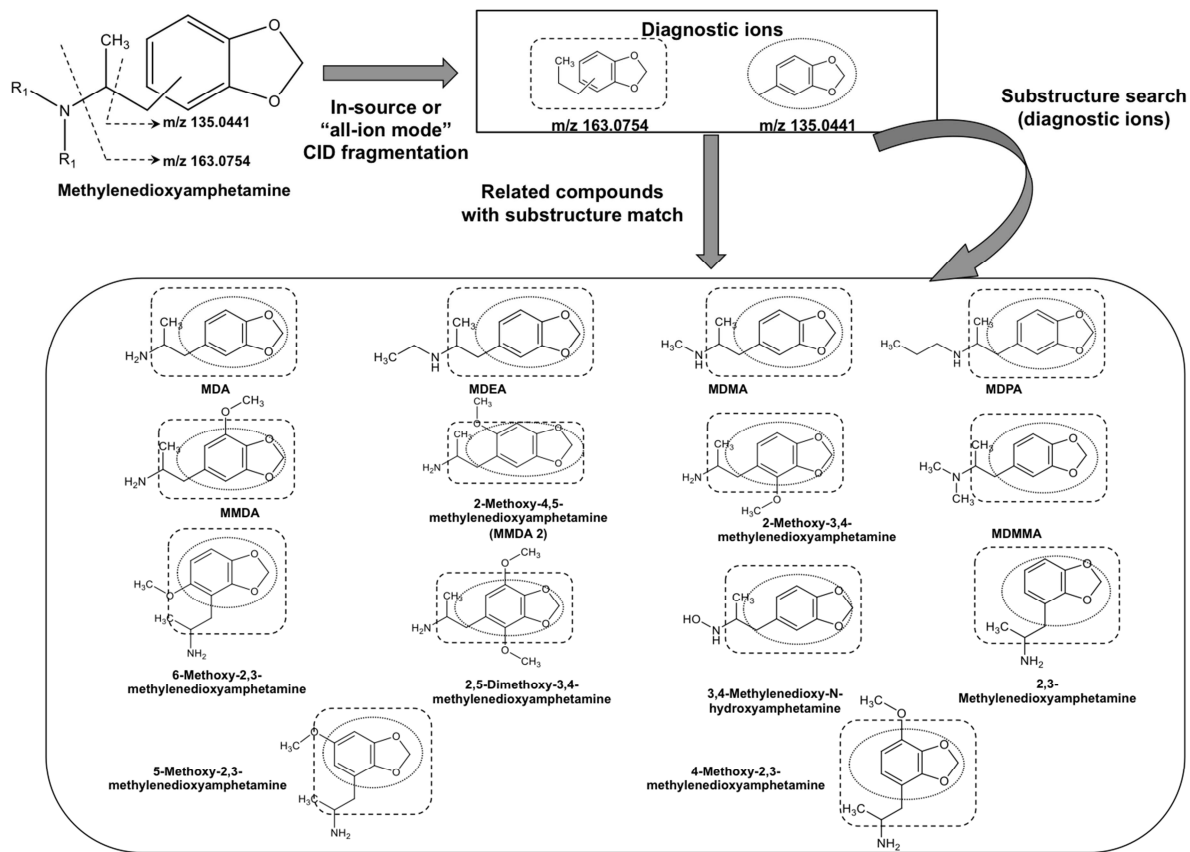 CH3
O
O
R1
N
R1
m/z 135.0441
m/z 163.0754
Methylenedioxyamphetamine
In-source or
“all-ion mode”
CID fragmentation
Diagnostic ions
CH3
O
O
O
O
m/z 163.0754
m/z 135.0441
Substructure search
(diagnostic ions)
Related compounds
with substructure match
CH3
O
O
H2N
MDA
CH3
O
O
H3C
N
H
MDEA
CH3
O
O
H3C
N
H
MDMA
CH3
O
O
H3C
N
H
MDPA
O
CH3
CH3
O
O
H2N
MMDA
H3C
O
CH3
O
O
H2N
2-Methoxy-4,5-
methylenedioxyamphetamine
(MMDA 2)
CH3
O
O
H2N
O
H3C
2-Methoxy-3,4-
methylenedioxyamphetamine
CH3
O
O
H3C
N
CH3
MDMMA
O
O
H3C
O
H3C
NH2
6-Methoxy-2,3-
methylenedioxyamphetamine
O
CH3
CH3
O
O
H2N
O
CH3
2,5-Dimethoxy-3,4-
methylenedioxyamphetamine
CH3
O
O
HO
N
H
3,4-Methylenedioxy-N-
hydroxyamphetamine
O
O
H3C
NH2
2,3-
Methylenedioxyamphetamine
5-Methoxy-2,3-
methylenedioxyamphetamine
H3C
O
O
O
H3C
NH2
4-Methoxy-2,3-
methylenedioxyamphetamine
H3C
O
O
O
H3C
NH2